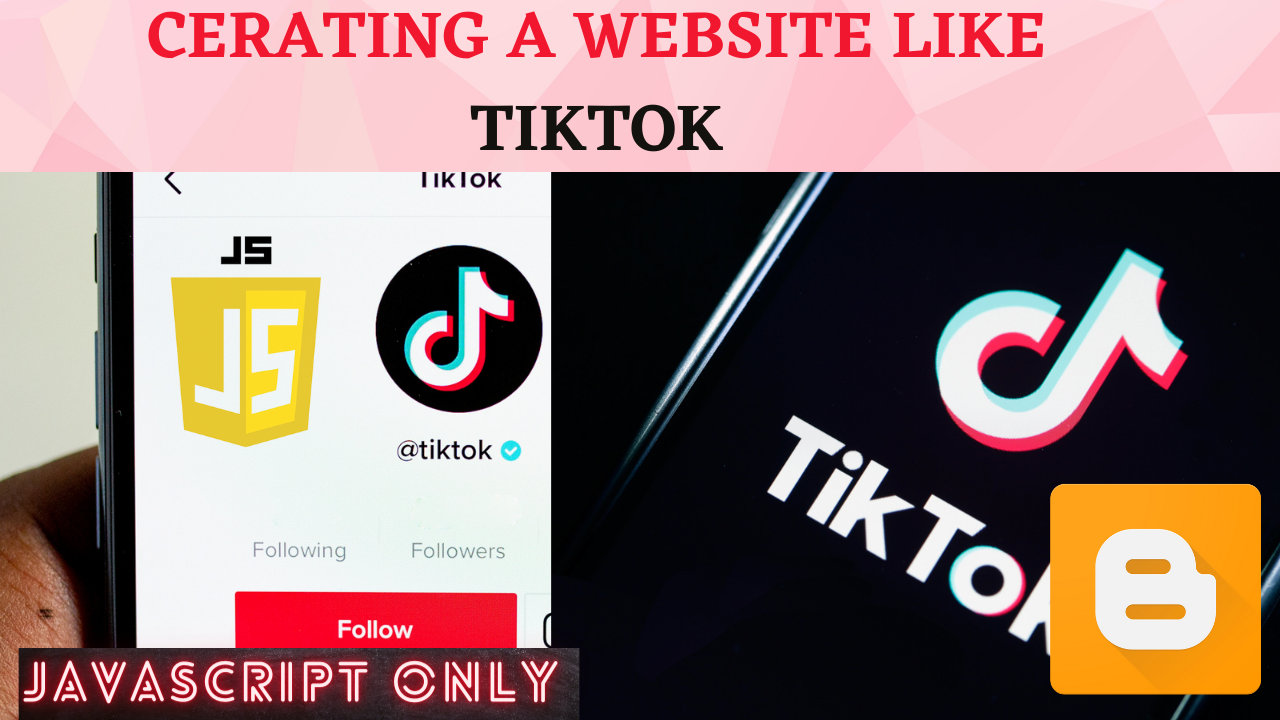 CERATING A WEBSITE LIKE
TIKTOK
TikTok
JS
JS
@tiktok
Following
Followers
Follow
TikTok
JAVASCRIPT ONLY